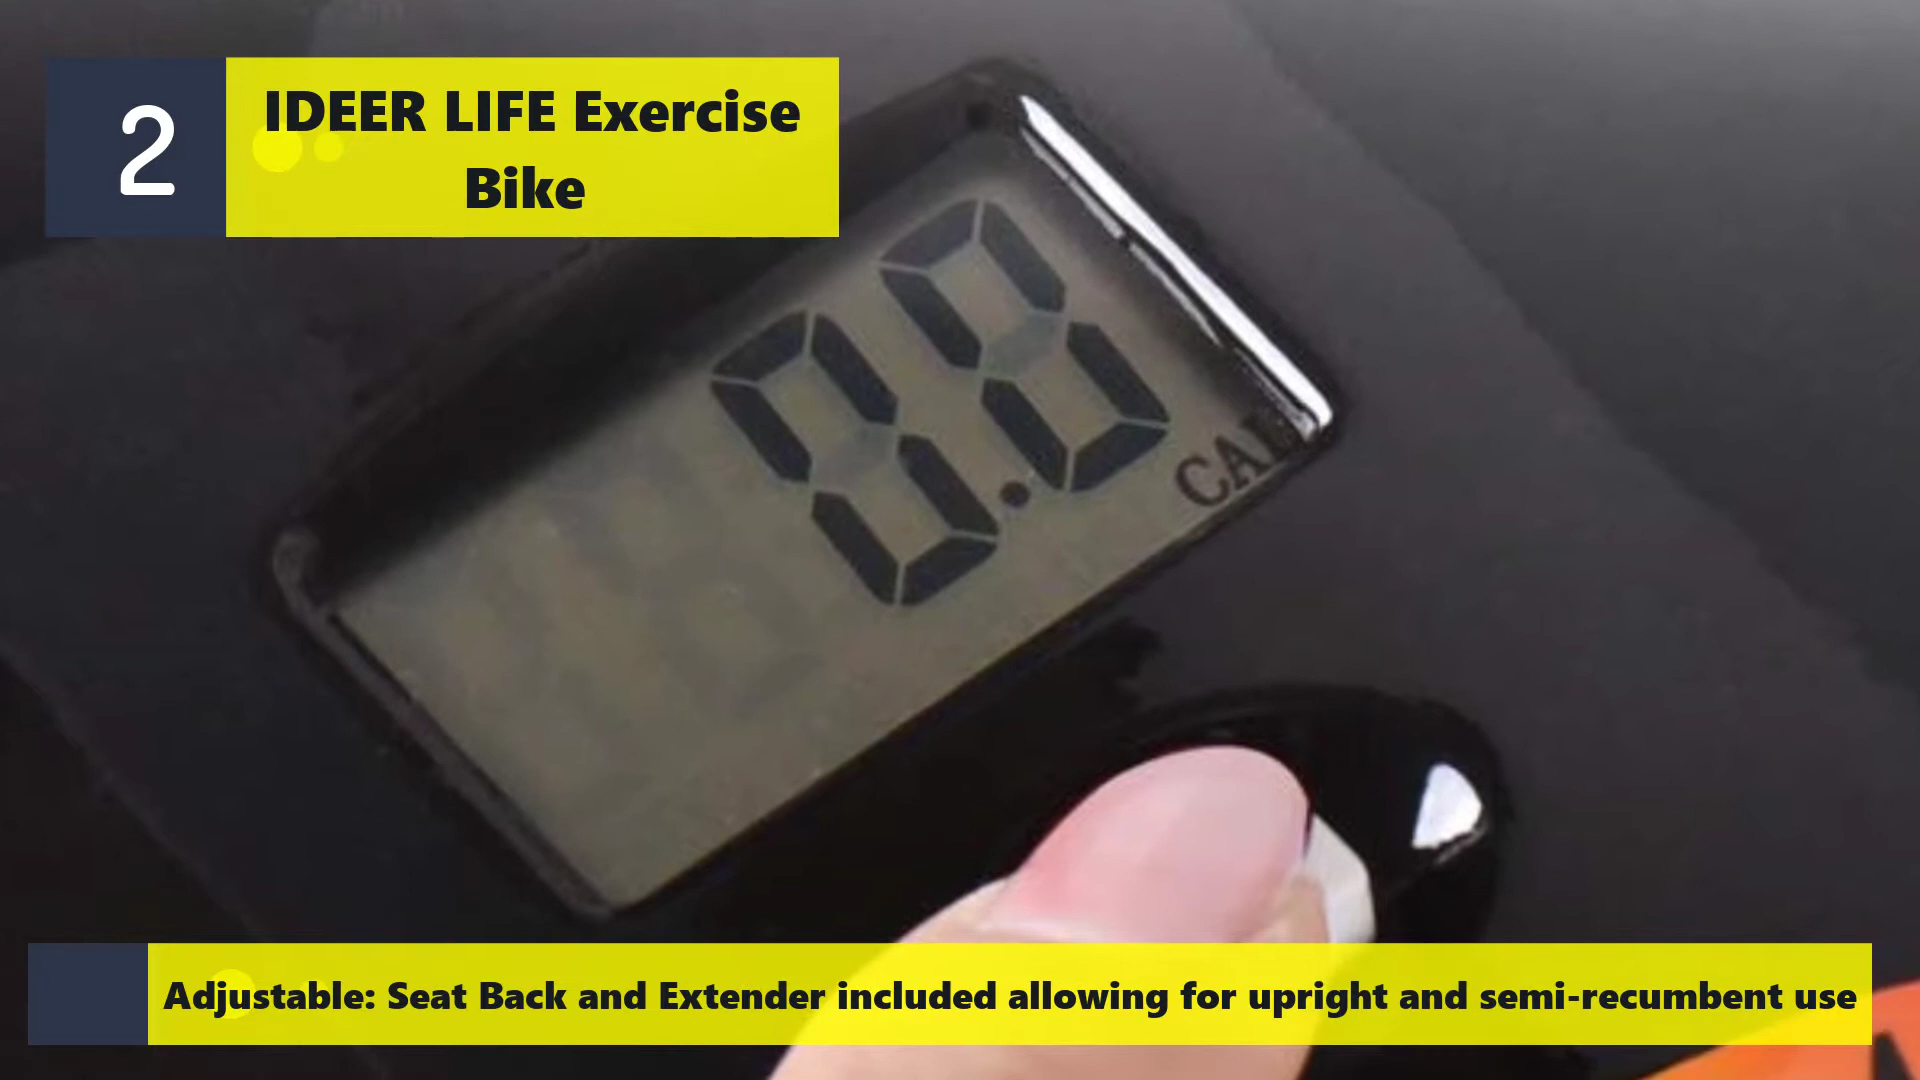 2
IDEER LIFE Exercise
Bike
0.0
CAL
Adjustable: Seat Back and Extender included allowing for upright and semi-recumbent use